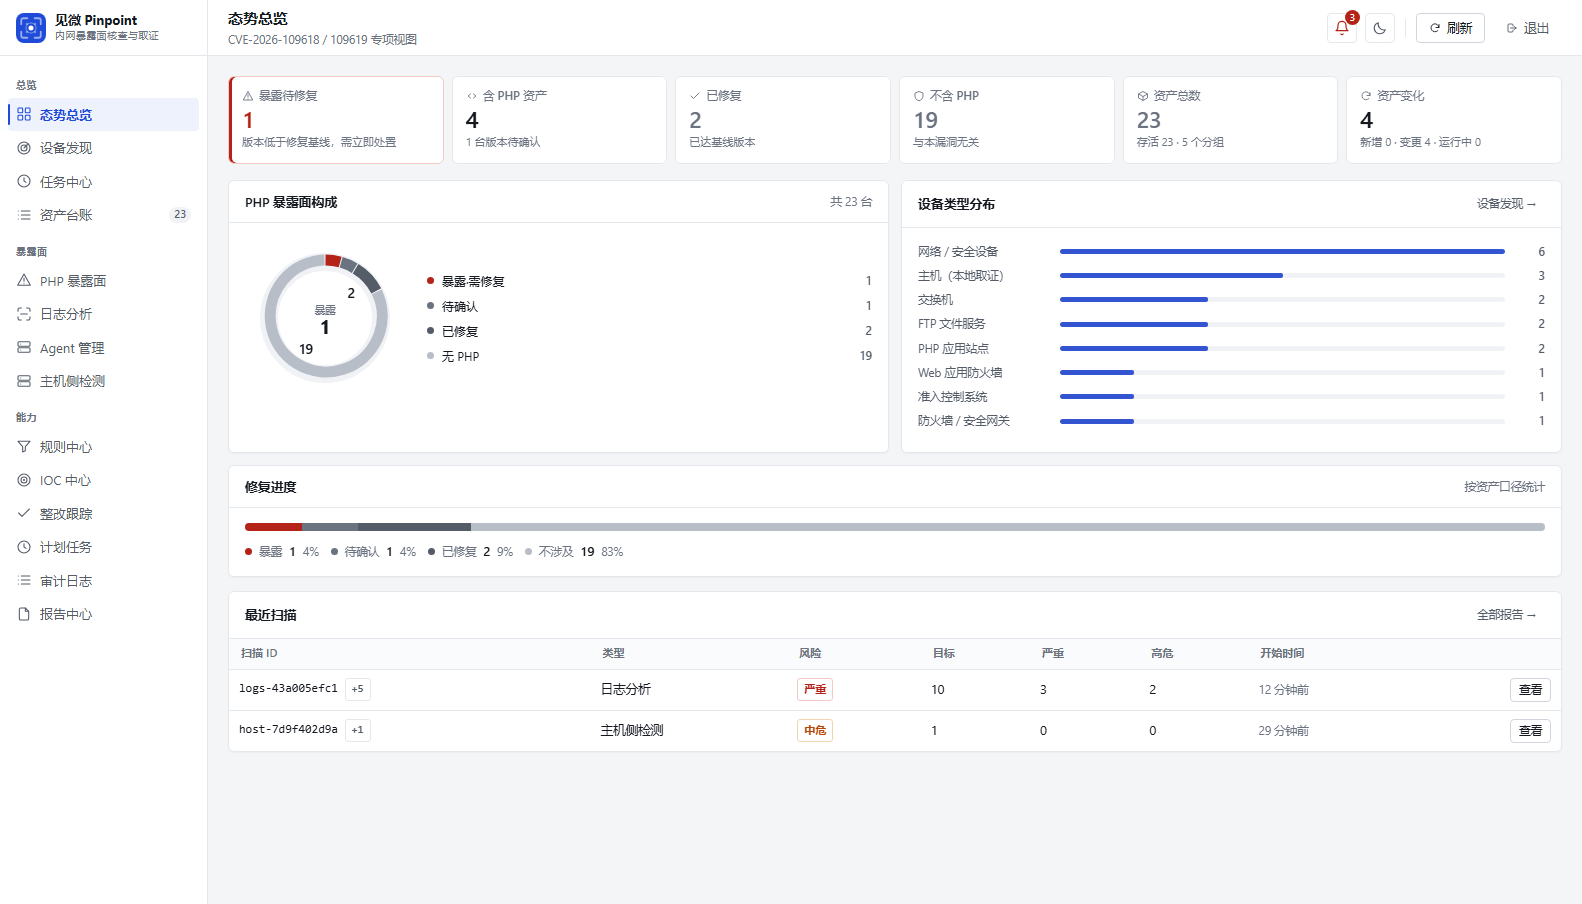 见微 Pinpoint
内网暴露面核查与取证
总览
态势总览
设备发现
任务中心
资产台账 23
暴露面
PHP 暴露面
日志分析
Agent 管理
主机侧检测
能力
规则中心
IOC 中心
整改跟踪
计划任务
审计日志
报告中心
态势总览
CVE-2026-109618 / 109619 专项视图
3
刷新
退出
暴露待修复
1
版本低于修复基线，需立即处置
含 PHP 资产
4
1 台版本待确认
已修复
2
已达基线版本
不含 PHP
19
与本漏洞无关
资产总数
23
存活 23 · 5 个分组
资产变化
4
新增 0 · 变更 4 · 运行中 0
PHP 暴露面构成 共 23 台
2
暴露
1
19
暴露·需修复 1
待确认 1
已修复 2
无 PHP 19
设备类型分布 设备发现 →
网络 / 安全设备 6
主机（本地取证） 3
交换机 2
FTP 文件服务 2
PHP 应用站点 2
Web 应用防火墙 1
准入控制系统 1
防火墙 / 安全网关 1
修复进度 按资产口径统计
暴露 1 4% 待确认 1 4% 已修复 2 9% 不涉及 19 83%
最近扫描 全部报告 →
扫描 ID 类型 风险 目标 严重 高危 开始时间
logs-43a005efc1 +5 日志分析 严重 10 3 2 12 分钟前 查看
host-7d9f402d9a +1 主机侧检测 中危 1 0 0 29 分钟前 查看